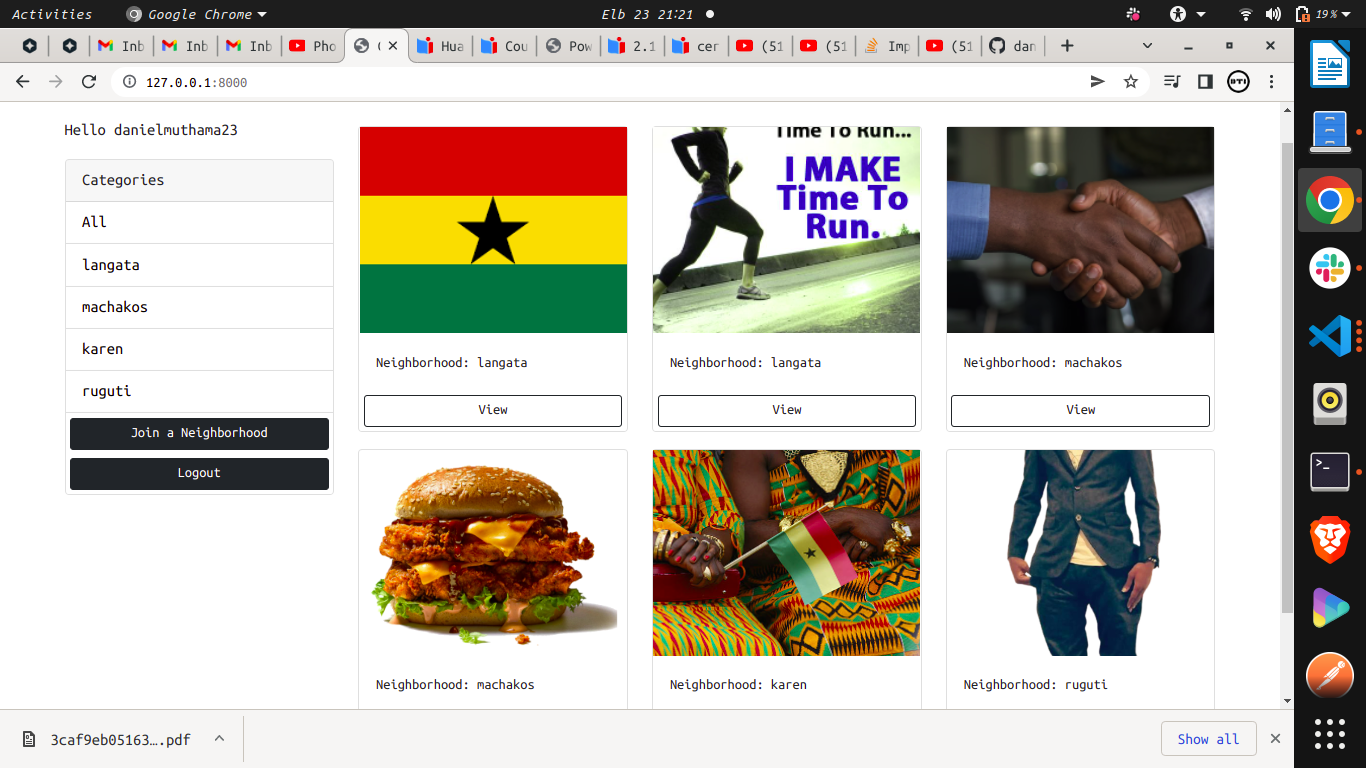 Activities
Google Chrome
Elb 23 21:21
19%
Inb
Inb
Inb
Pho
Hua
Cou
Pow
2.1
cer
(51
(51
Imp
(51
dan
127.0.0.1:8000
BTI
Hello danielmuthama23
Categories
All
langata
machakos
karen
ruguti
Join a Neighborhood
Logout
Time To Run...
I MAKE
Time To
Run.
Neighborhood: langata
Neighborhood: langata
Neighborhood: machakos
View
View
View
Neighborhood: machakos
Neighborhood: karen
Neighborhood: ruguti
3caf9eb05163….pdf
Show all